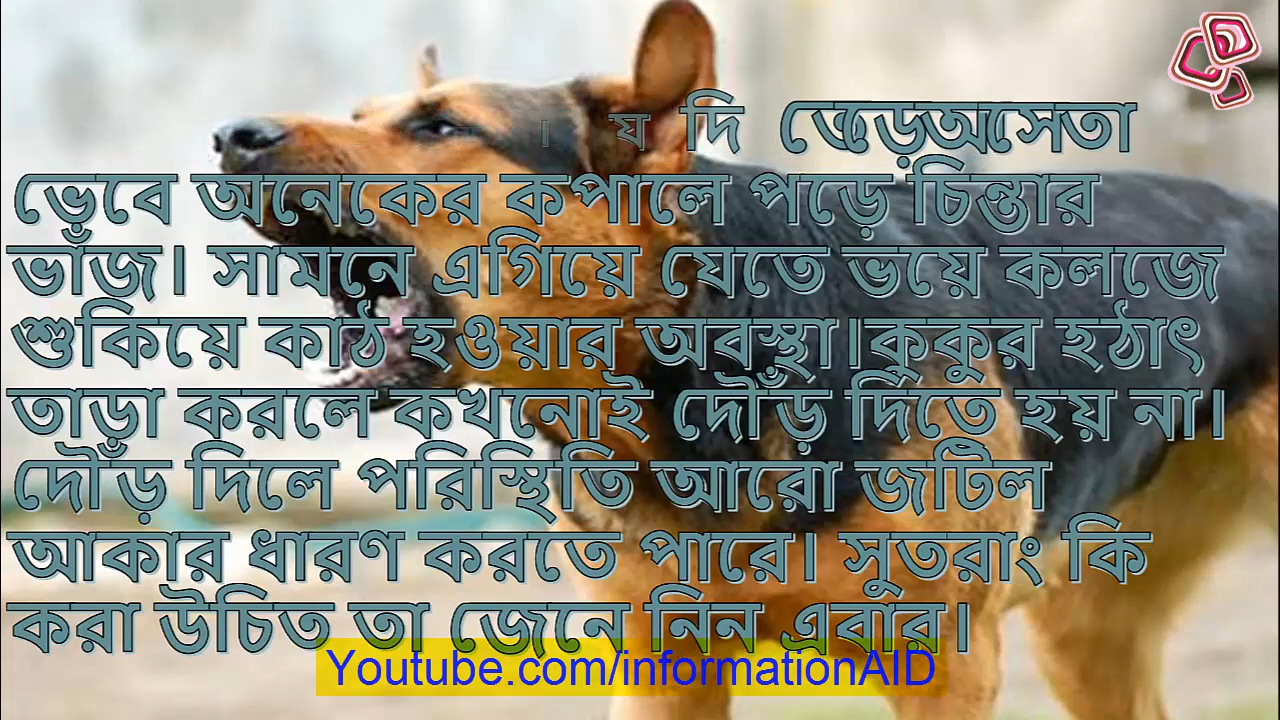 । যদি
ভেবে অনেকের কপালে পড়ে চিন্তার
ভাঁজ। সামনে এগিয়ে যেতে ভয়ে কলজে
শুকিয়ে কাঠ হওয়ার অবস্থা।কুকুর হঠাৎ
তাড়া করলে কখনোই দৌঁড় দিতে হয় না।
দৌঁড় দিলে পরিস্থিতি আরো জটিল
আকার ধারণ করতে পারে। সুতরাং কি
করা উচিত তা জেনে নিন এবার।
Youtube.com/informationAID